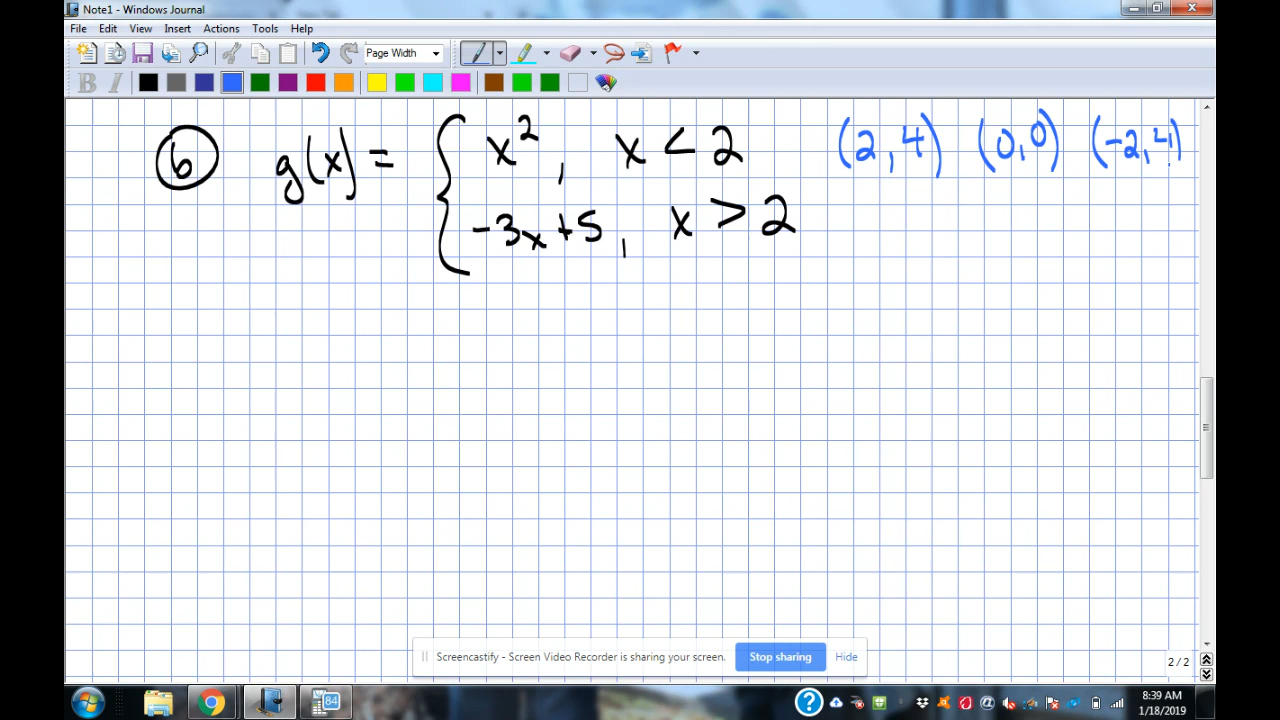 Note1 - Windows Journal
File Edit View Insert Actions Tools Help
Page Width
B I
6 g(x) = { x², x < 2 (2,4) (0,0) (-2,4)
-3x+5, x > 2
Screencastify - Screen Video Recorder is sharing your screen. Stop sharing Hide
2 / 2
84
8:39 AM
1/18/2019